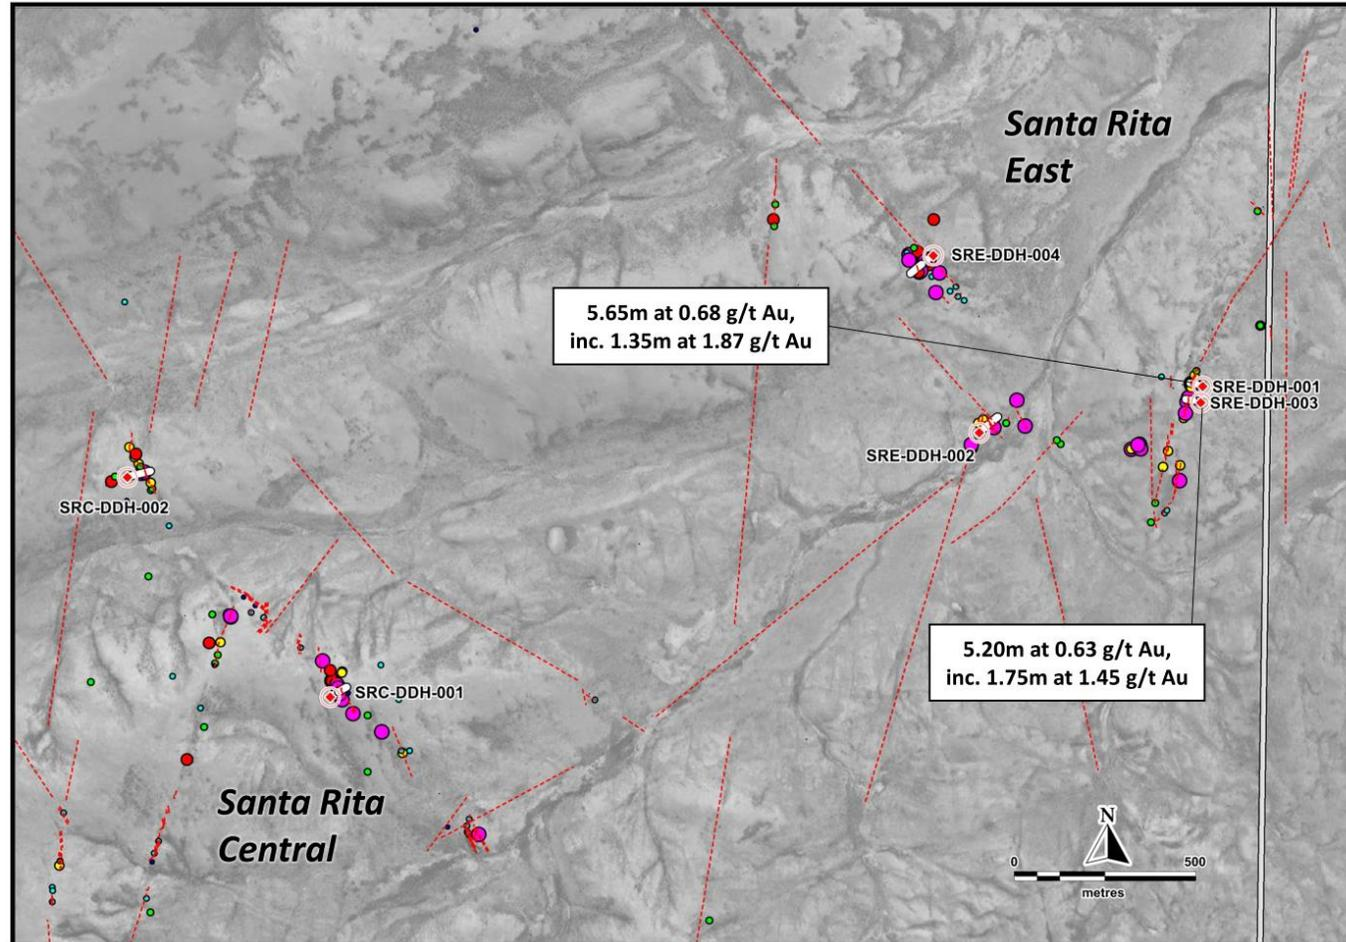 Santa Rita
East
SRE-DDH-004
5.65m at 0.68 g/t Au,
inc. 1.35m at 1.87 g/t Au
SRE-DDH-001
SRE-DDH-003
SRE-DDH-002
SRC-DDH-002
5.20m at 0.63 g/t Au,
inc. 1.75m at 1.45 g/t Au
SRC-DDH-001
Santa Rita
Central
N
0 500
metres